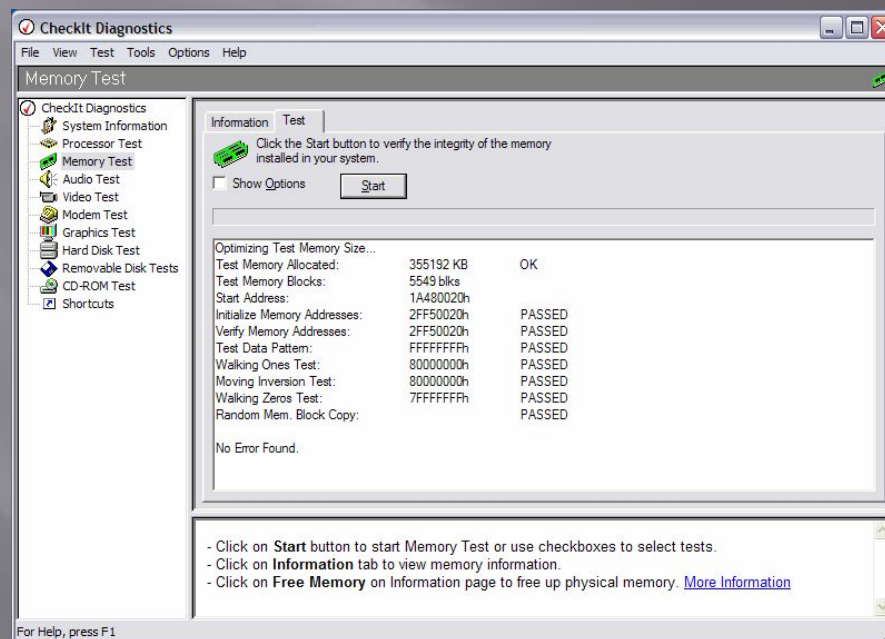 CheckIt Diagnostics
File View Test Tools Options Help
Memory Test
CheckIt Diagnostics
System Information
Processor Test
Memory Test
Audio Test
Video Test
Modem Test
Graphics Test
Hard Disk Test
Removable Disk Tests
CD-ROM Test
Shortcuts
Information Test
Click the Start button to verify the integrity of the memory
installed in your system.
Show Options Start
Optimizing Test Memory Size...
Test Memory Allocated: 355192 KB OK
Test Memory Blocks: 5549 blks
Start Address: 1A480020h
Initialize Memory Addresses: 2FF50020h PASSED
Verify Memory Addresses: 2FF50020h PASSED
Test Data Pattern: FFFFFFFFh PASSED
Walking Ones Test: 80000000h PASSED
Moving Inversion Test: 80000000h PASSED
Walking Zeros Test: 7FFFFFFFh PASSED
Random Mem. Block Copy: PASSED
No Error Found.
- Click on Start button to start Memory Test or use checkboxes to select tests.
- Click on Information tab to view memory information.
- Click on Free Memory on Information page to free up physical memory. More Information
For Help, press F1